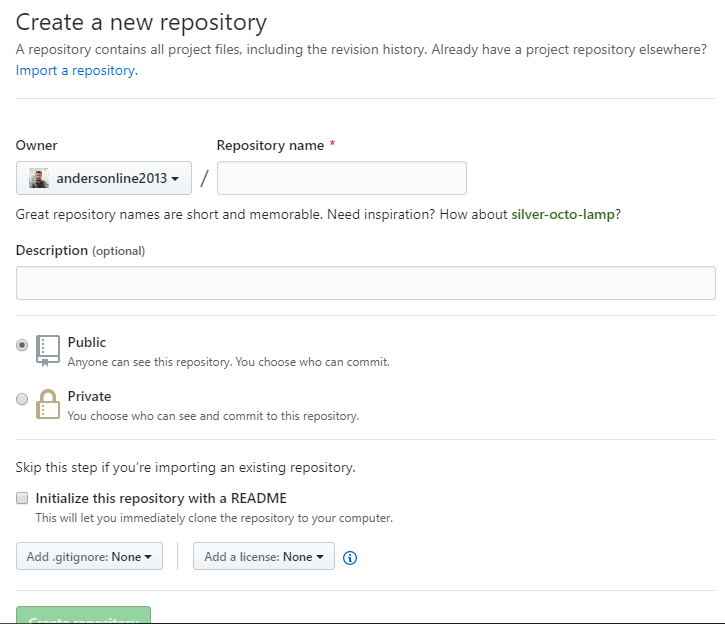 Create a new repository
A repository contains all project files, including the revision history. Already have a project repository elsewhere?
Import a repository.
Owner
Repository name *
andersonline2013 /
Great repository names are short and memorable. Need inspiration? How about silver-octo-lamp?
Description (optional)
Public
Anyone can see this repository. You choose who can commit.
Private
You choose who can see and commit to this repository.
Skip this step if you’re importing an existing repository.
Initialize this repository with a README
This will let you immediately clone the repository to your computer.
Add .gitignore: None
Add a license: None
Create repository